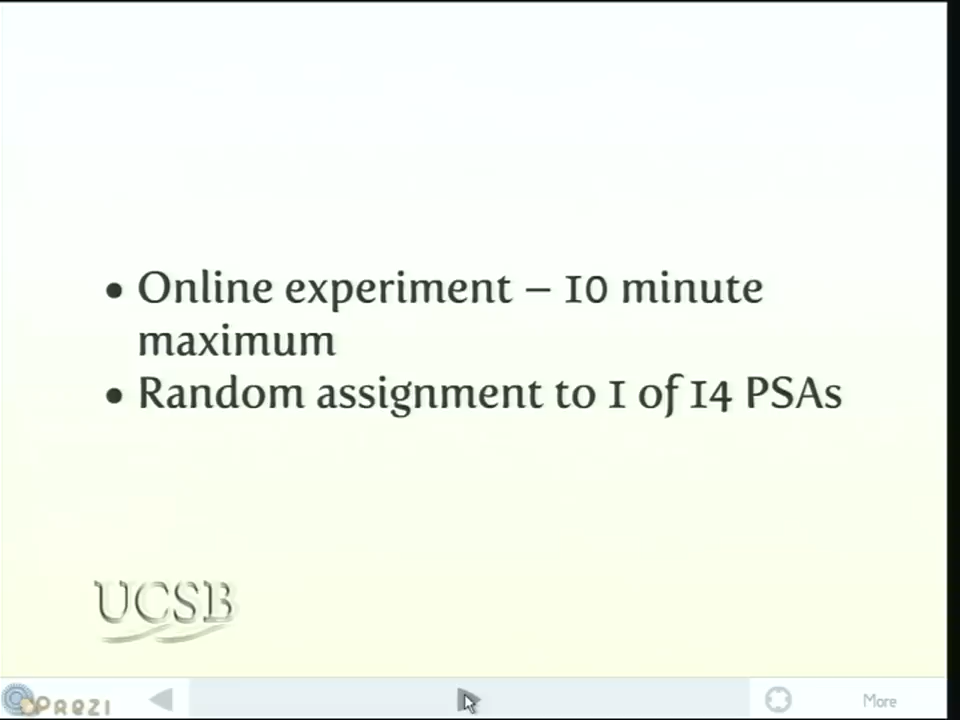 • Online experiment – 10 minute
maximum
• Random assignment to 1 of 14 PSAs
UCSB
PREZI
More